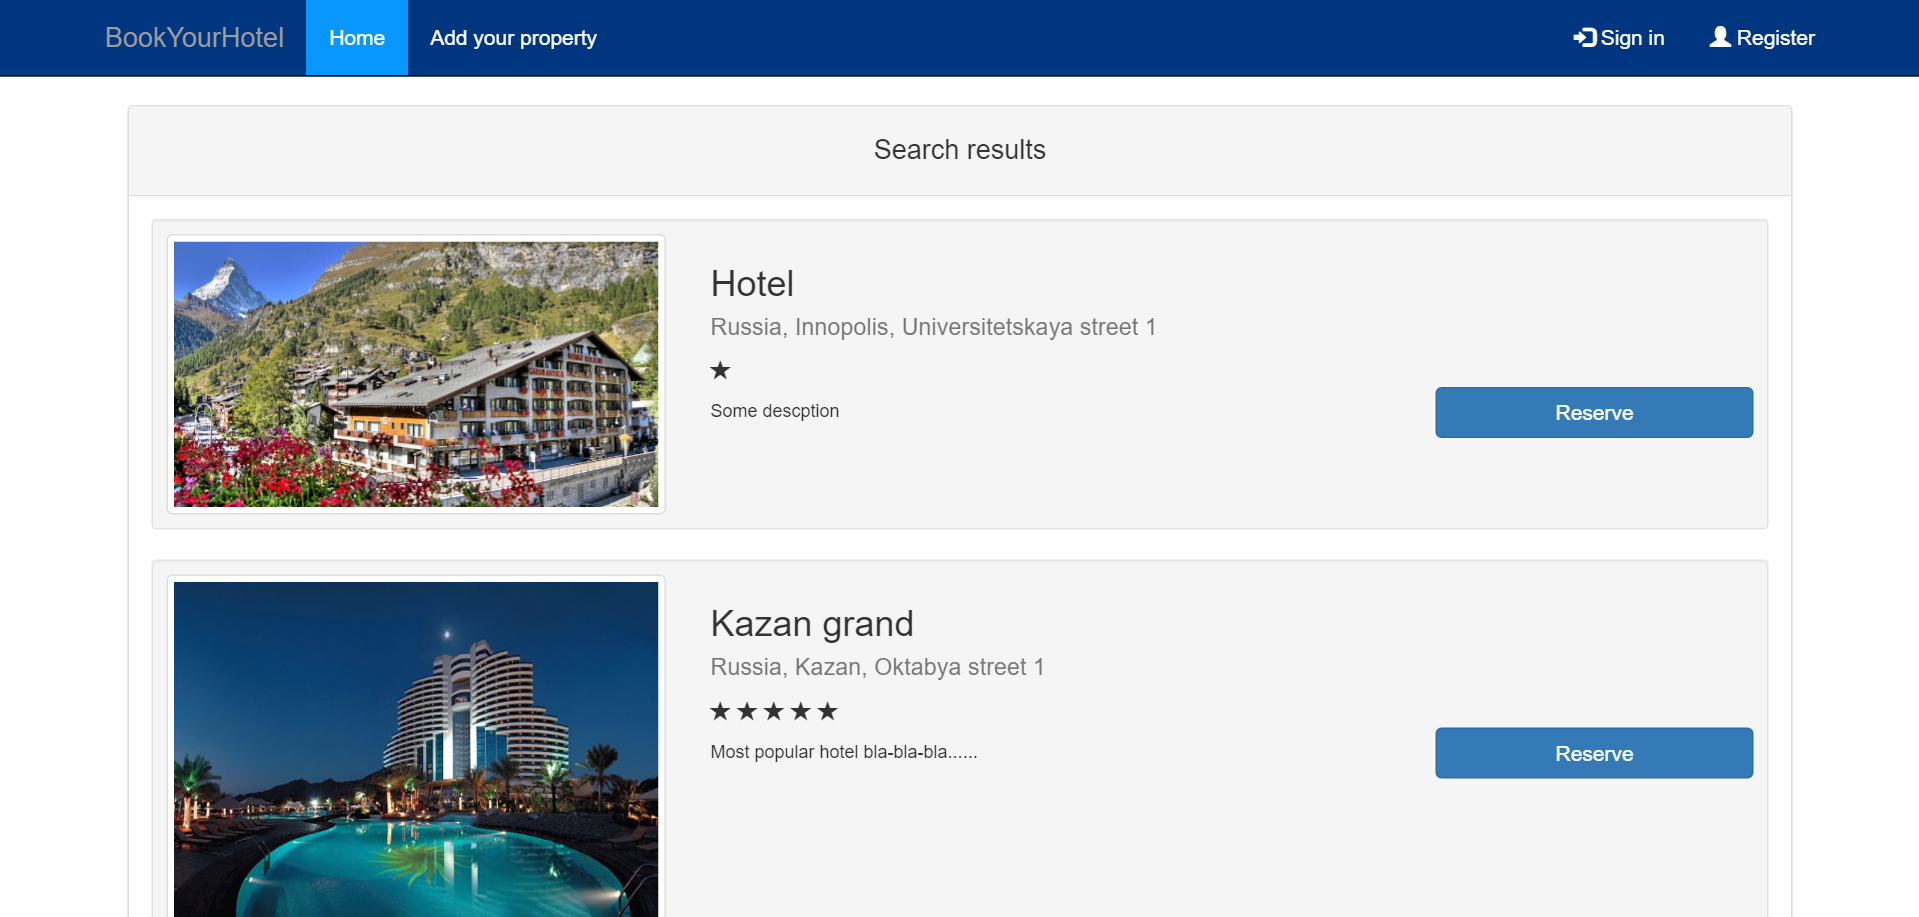 BookYourHotel Home Add your property Sign in Register
Search results
Hotel
Russia, Innopolis, Universitetskaya street 1
★
Some descption
Reserve
Kazan grand
Russia, Kazan, Oktabya street 1
★★★★★
Most popular hotel bla-bla-bla......
Reserve